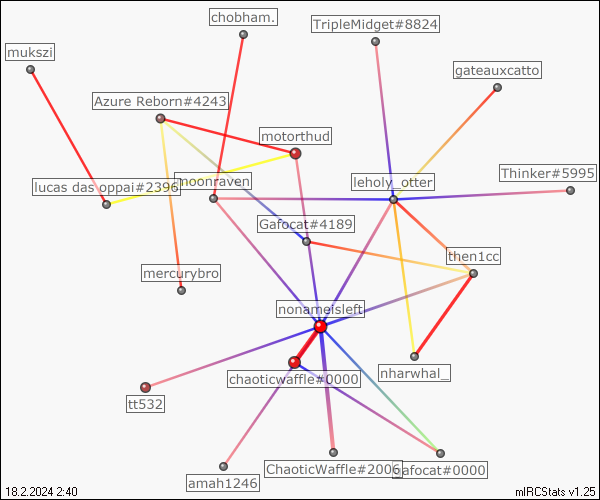 chobham.
TripleMidget#8824
mukszi
gateauxcatto
Azure Reborn#4243
motorthud
Thinker#5995
lucas das oppai#2396
moonraven
leholy_otter
Gafocat#4189
then1cc
mercurybro
nonameisleft
nharwhal_
chaoticwaffle#0000
tt532
ChaoticWaffle#2006
Gafocat#0000
amah1246
18.2.2024 2:40
mIRCStats v1.25